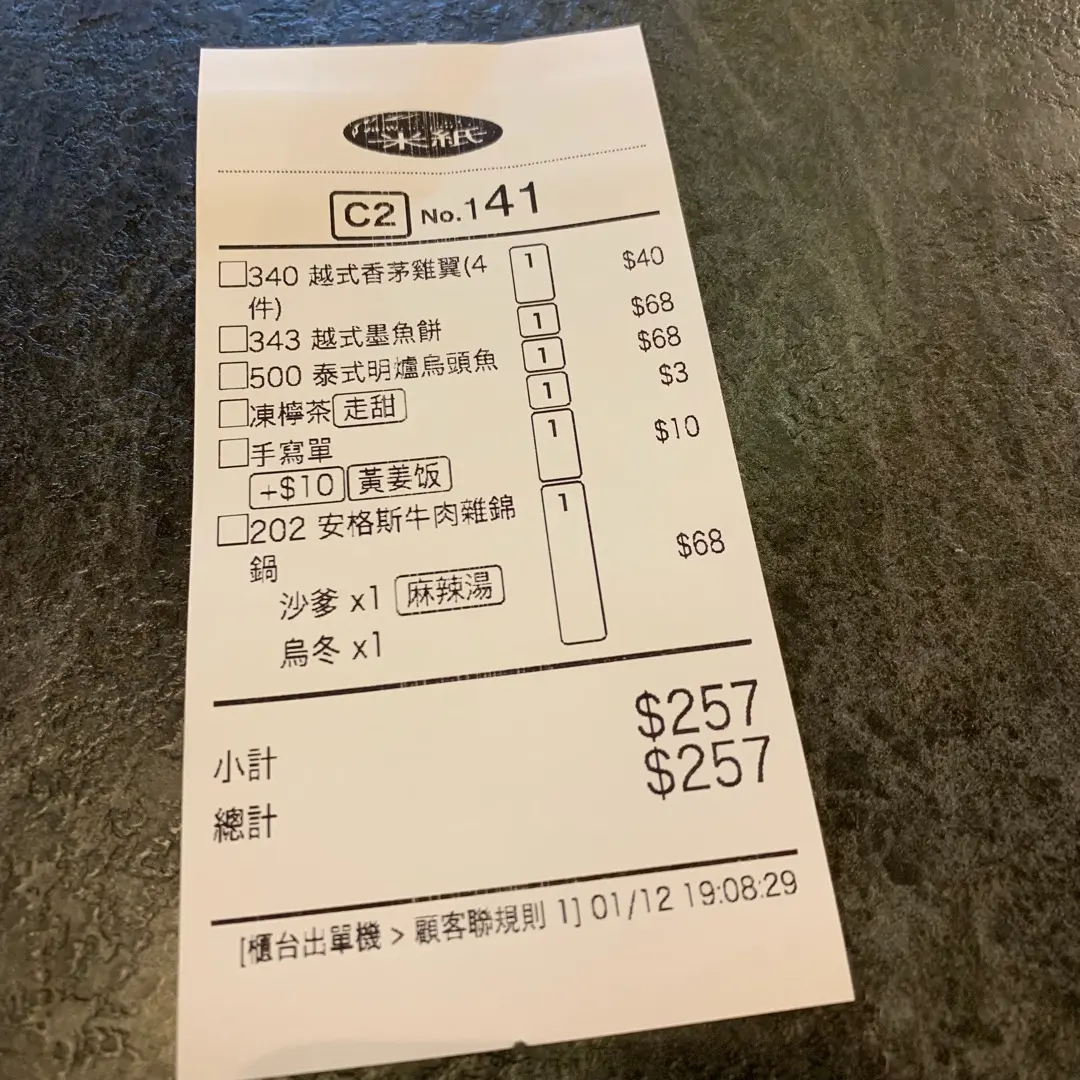 米紙
C2 No.141
□340 越式香茅雞翼(4 1 $40
件)
□343 越式墨魚餅 1 $68
□500 泰式明爐烏頭魚 1 $68
□凍檸茶 走甜 1 $3
□手寫單 1 $10
+$10 黃姜饭
□202 安格斯牛肉雜錦 1 $68
鍋
沙爹 x1 麻辣湯
烏冬 x1
小計 $257
總計 $257
[櫃台出單機 > 顧客聯規則 1] 01/12 19:08:29